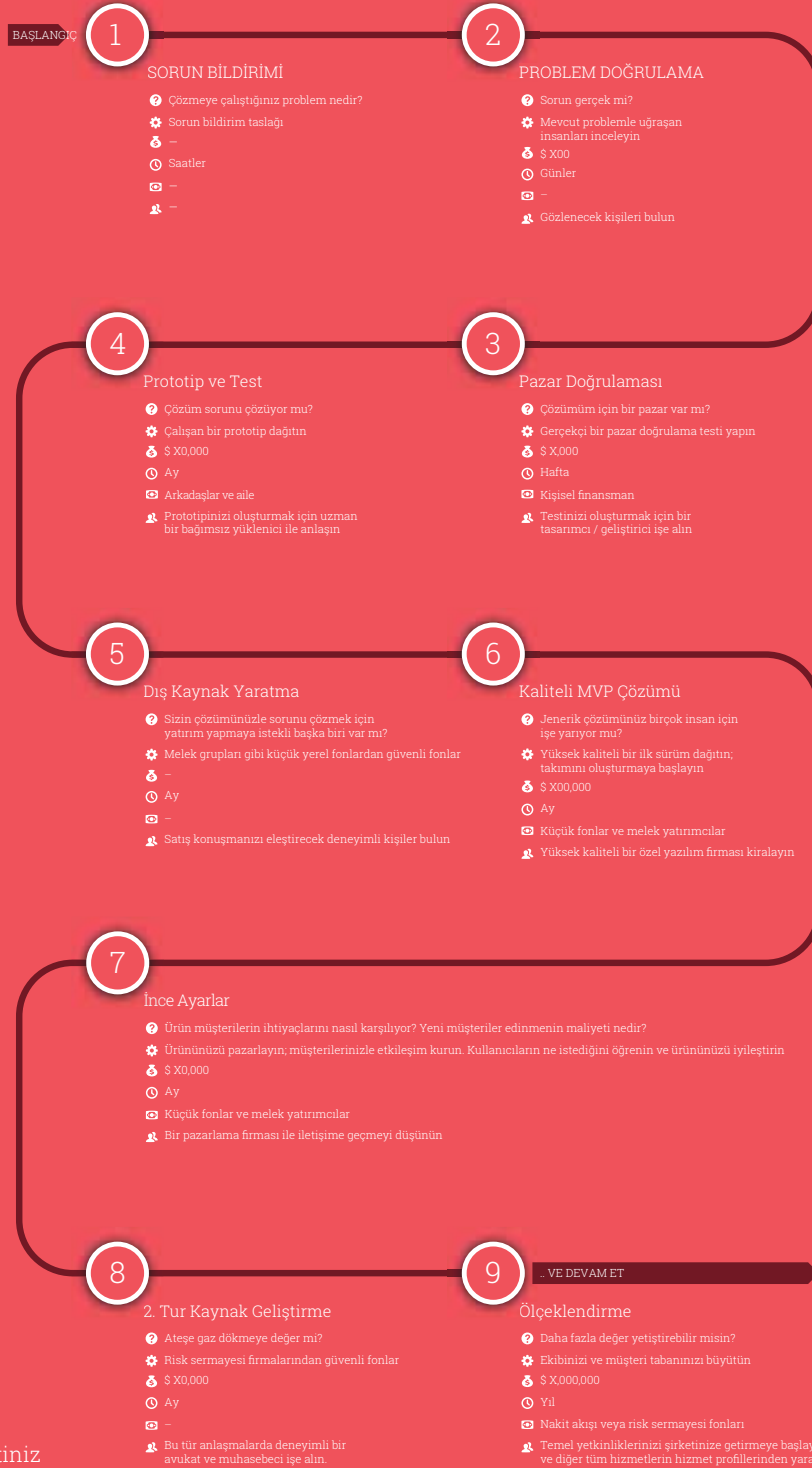 BAŞLANGIÇ
1
SORUN BİLDİRİMİ
Çözmeye çalıştığınız problem nedir?
Sorun bildirim taslağı
–
Saatler
–
–
2
PROBLEM DOĞRULAMA
Sorun gerçek mi?
Mevcut problemle uğraşan
insanları inceleyin
$ X00
Günler
–
Gözlenecek kişileri bulun
3
Pazar Doğrulaması
Çözümüm için bir pazar var mı?
Gerçekçi bir pazar doğrulama testi yapın
$ X,000
Hafta
Kişisel finansman
Testinizi oluşturmak için bir
tasarımcı / geliştirici işe alın
4
Prototip ve Test
Çözüm sorunu çözüyor mu?
Çalışan bir prototip dağıtın
$ X0,000
Ay
Arkadaşlar ve aile
Prototipinizi oluşturmak için uzman
bir bağımsız yüklenici ile anlaşın
5
Dış Kaynak Yaratma
Sizin çözümünüzle sorunu çözmek için
yatırım yapmaya istekli başka biri var mı?
Melek grupları gibi küçük yerel fonlardan güvenli fonlar
–
Ay
–
Satış konuşmanızı eleştirecek deneyimli kişiler bulun
6
Kaliteli MVP Çözümü
Jenerik çözümünüz birçok insan için
işe yarıyor mu?
Yüksek kaliteli bir ilk sürüm dağıtın;
takımını oluşturmaya başlayın
$ X00,000
Ay
Küçük fonlar ve melek yatırımcılar
Yüksek kaliteli bir özel yazılım firması kiralayın
7
İnce Ayarlar
Ürün müşterilerin ihtiyaçlarını nasıl karşılıyor? Yeni müşteriler edinmenin maliyeti nedir?
Ürününüzü pazarlayın; müşterilerinizle etkileşim kurun. Kullanıcıların ne istediğini öğrenin ve ürününüzü iyileştirin
$ X0,000
Ay
Küçük fonlar ve melek yatırımcılar
Bir pazarlama firması ile iletişime geçmeyi düşünün
8
2. Tur Kaynak Geliştirme
Ateşe gaz dökmeye değer mi?
Risk sermayesi firmalarından güvenli fonlar
$ X0,000
Ay
–
Bu tür anlaşmalarda deneyimli bir
avukat ve muhasebeci işe alın.
9
.. VE DEVAM ET
Ölçeklendirme
Daha fazla değer yetiştirebilir misin?
Ekibinizi ve müşteri tabanınızı büyütün
$ X,000,000
Yıl
Nakit akışı veya risk sermayesi fonları
Temel yetkinliklerinizi şirketinize getirmeye
ve diğer tüm hizmetlerin hizmet profillerinden